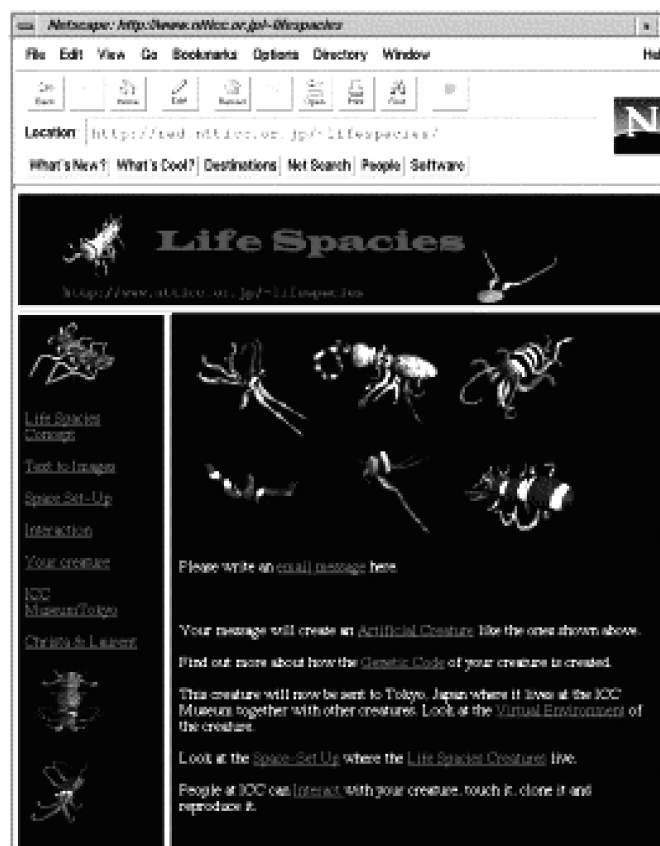 Netscape: http://www.ntticc.or.jp/~lifespacies
File Edit View Go Bookmarks Options Directory Window
Back Home Edit Reload Open Print Find
Location: http://red.ntticc.or.jp/~lifespecies/
N
What's New? What's Cool? Destinations Net Search People Software
Life Spacies
http://www.ntticc.or.jp/~lifespecies
Life Spacies
Concept
Text to Images
Space Set-Up
Interaction
Your creature
ICC
MuseumTokyo
Christa & Laurent
Please write an email message here.
Your message will create an Artificial Creature like the ones shown above.
Find out more about how the Genetic Code of your creature is created.
This creature will now be sent to Tokyo, Japan where it lives at the ICC
Museum together with other creatures. Look at the Virtual Environment of
the creature.
Look at the Space-Set Up where the Life Spacies Creatures live.
People at ICC can Interact with your creature, touch it, clone it and
reproduce it.